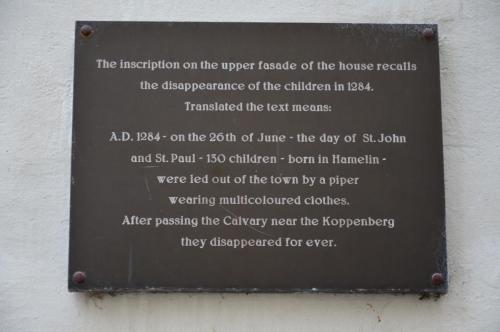 The inscription on the upper fasade of the house recalls
the disappearance of the children in 1284.
Translated the text means:
A.D. 1284 - on the 26th of June - the day of St. John
and St. Paul - 130 children - born in Hamelin -
were led out of the town by a piper
wearing multicoloured clothes.
After passing the Calvary near the Koppenberg
they disappeared for ever.